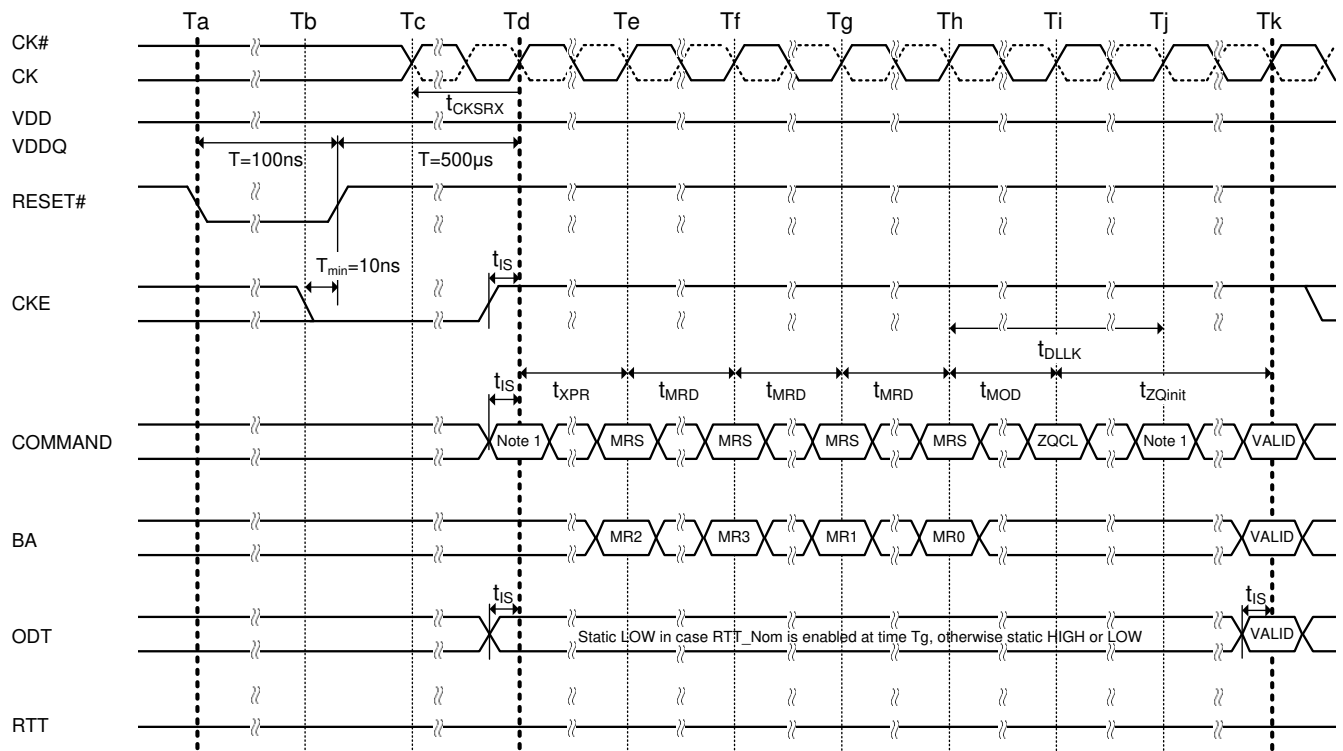 Ta Tb Tc Td Te Tf Tg Th Ti Tj Tk
CK#
CK
tCKSRX
VDD
VDDQ
T=100ns T=500µs
RESET#
Tmin=10ns tIS
CKE
tDLLK
tIS tXPR tMRD tMRD tMRD tMOD tZQinit
COMMAND Note 1 MRS MRS MRS MRS ZQCL Note 1 VALID
BA MR2 MR3 MR1 MR0 VALID
tIS tIS
ODT Static LOW in case RTT_Nom is enabled at time Tg, otherwise static HIGH or LOW VALID
RTT